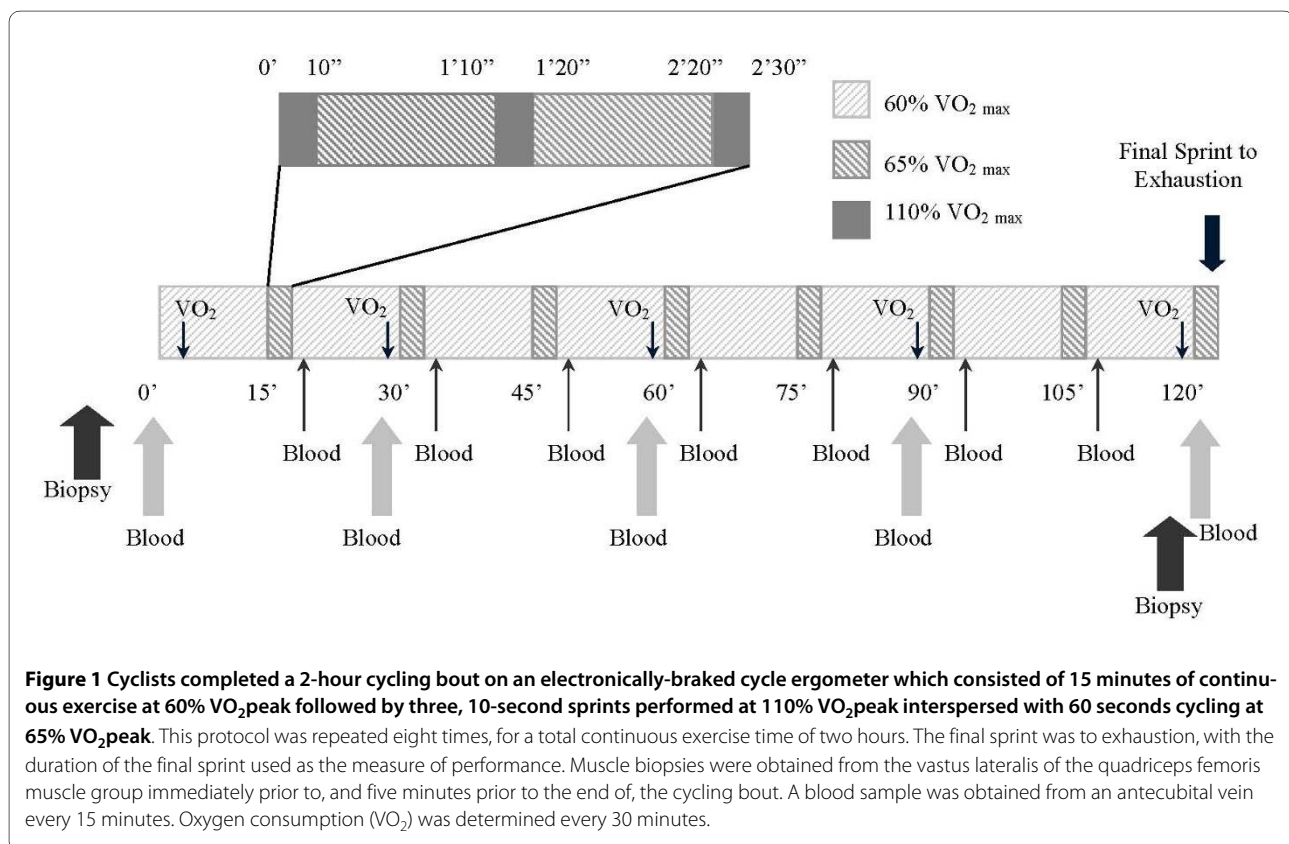 0' 10" 1'10" 1'20" 2'20" 2'30"
60% VO2 max
65% VO2 max
110% VO2 max
Final Sprint to
Exhaustion
VO2 VO2 VO2 VO2 VO2
0' 15' 30' 45' 60' 75' 90' 105' 120'
Blood Blood Blood Blood Blood Blood Blood
Biopsy
Blood Blood Blood Blood Blood
Biopsy
Figure 1 Cyclists completed a 2-hour cycling bout on an electronically-braked cycle ergometer which consisted of 15 minutes of continu-
ous exercise at 60% VO2peak followed by three, 10-second sprints performed at 110% VO2peak interspersed with 60 seconds cycling at
65% VO2peak. This protocol was repeated eight times, for a total continuous exercise time of two hours. The final sprint was to exhaustion, with the
duration of the final sprint used as the measure of performance. Muscle biopsies were obtained from the vastus lateralis of the quadriceps femoris
muscle group immediately prior to, and five minutes prior to the end of, the cycling bout. A blood sample was obtained from an antecubital vein
every 15 minutes. Oxygen consumption (VO2) was determined every 30 minutes.